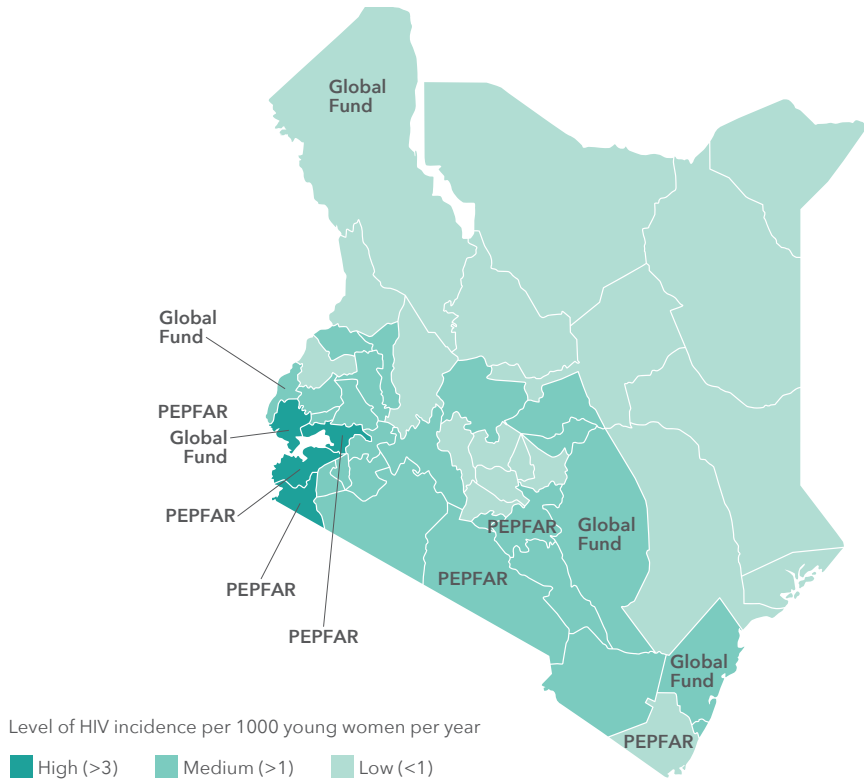 Global
Fund
Global
Fund
PEPFAR
Global
Fund
PEPFAR
PEPFAR
PEPFAR
PEPFAR
PEPFAR
Global
Fund
Global
Fund
PEPFAR
Level of HIV incidence per 1000 young women per year
High (>3)
Medium (>1)
Low (<1)